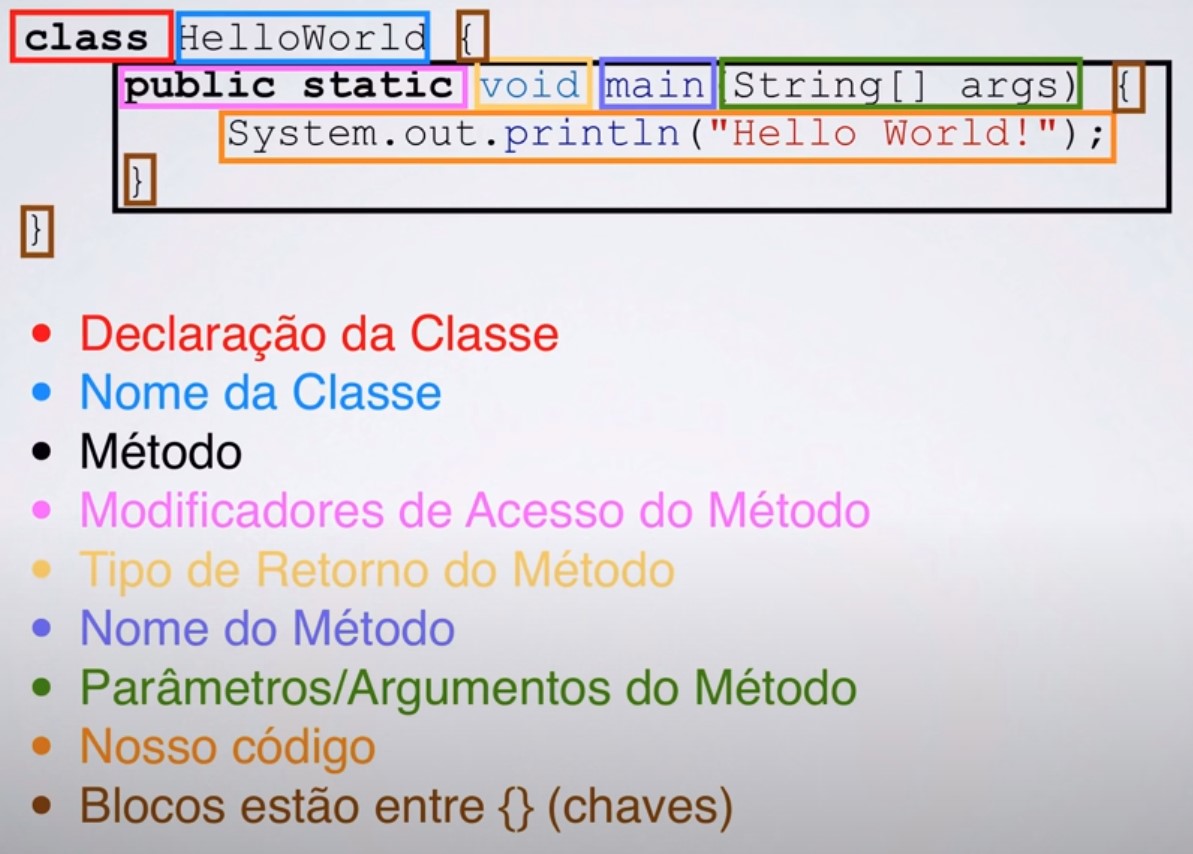 class HelloWorld {
public static void main(String[] args) {
System.out.println("Hello World!");
}
}
• Declaração da Classe
• Nome da Classe
• Método
• Modificadores de Acesso do Método
• Tipo de Retorno do Método
• Nome do Método
• Parâmetros/Argumentos do Método
• Nosso código
• Blocos estão entre {} (chaves)